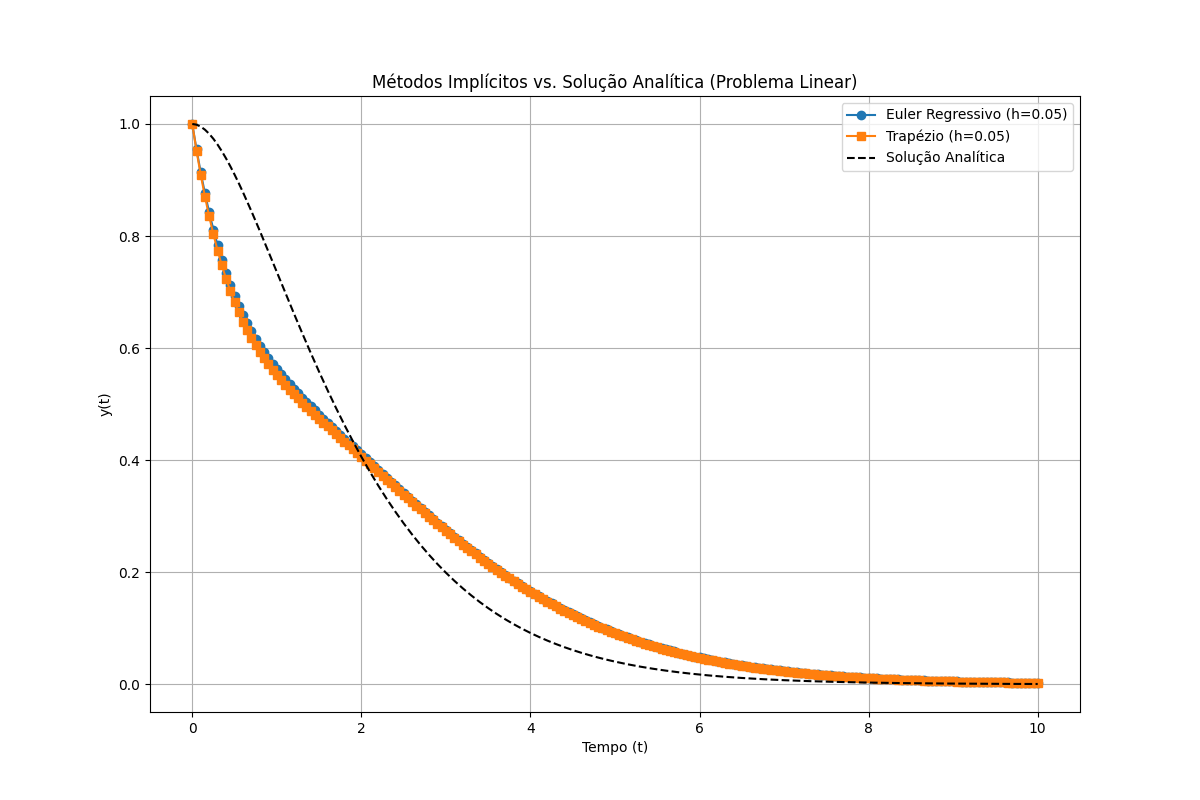 Métodos Implícitos vs. Solução Analítica (Problema Linear)
Euler Regressivo (h=0.05)
Trapézio (h=0.05)
Solução Analítica
1.0
0.8
0.6
0.4
0.2
0.0
y(t)
0 2 4 6 8 10
Tempo (t)